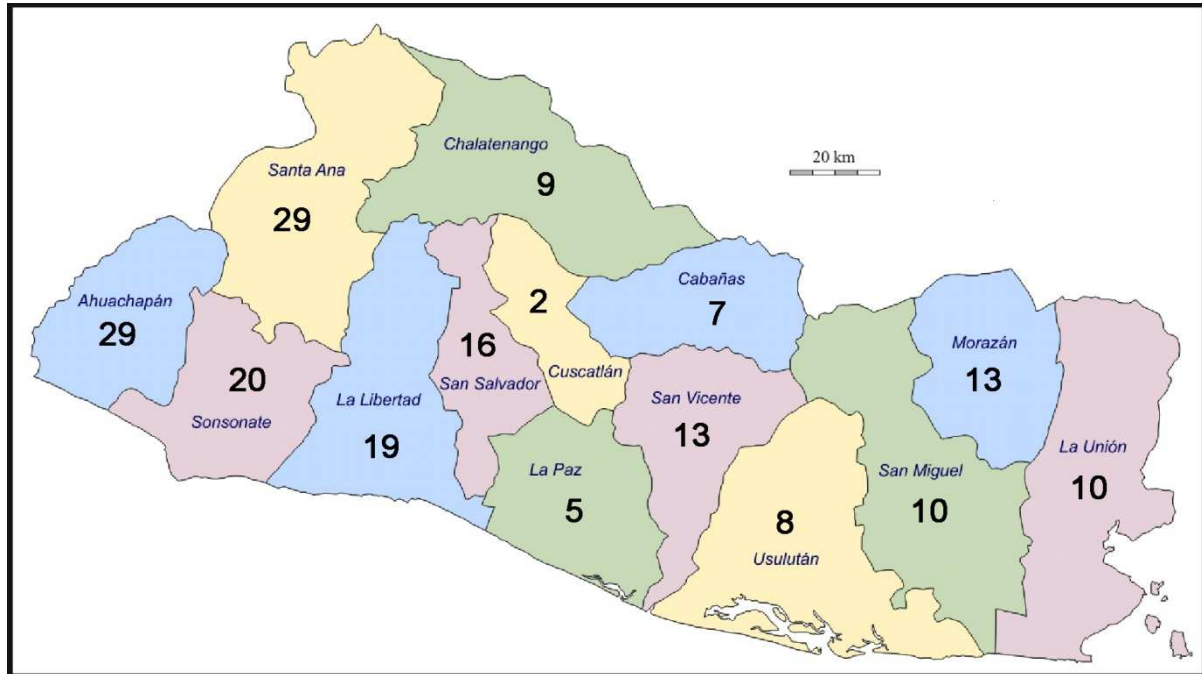 Chalatenango
9
20 km
Santa Ana
29
Cabañas
7
Ahuachapán
29
2
Cuscatlán
16
San Salvador
Morazán
13
20
Sonsonate
La Libertad
19
San Vicente
13
La Unión
10
La Paz
5
San Miguel
10
8
Usulután